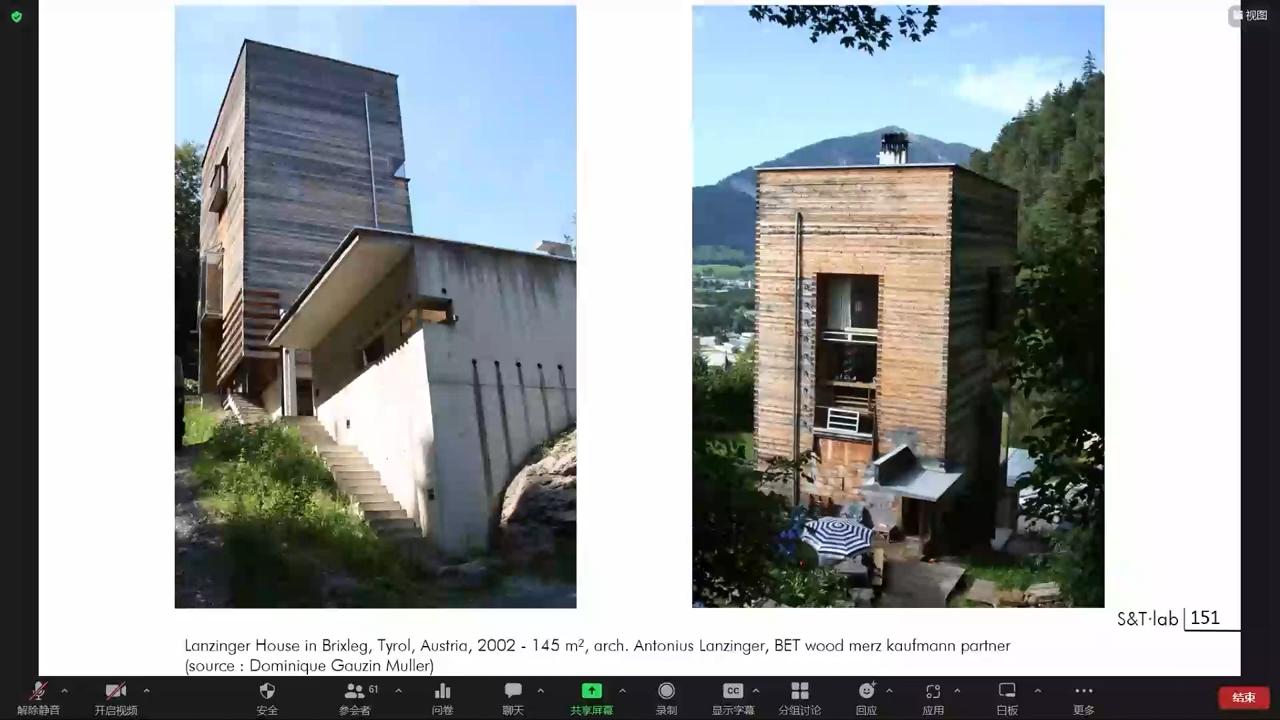 视图
S&T·lab 151
Lanzinger House in Brixleg, Tyrol, Austria, 2002 - 145 m², arch. Antonius Lanzinger, BET wood merz kaufmann partner
(source : Dominique Gauzin Muller)
解除静音 开启视频 安全 61 参会者 问卷 聊天 共享屏幕 录制 CC 显示字幕 分组讨论 回应 应用 白板 更多 结束